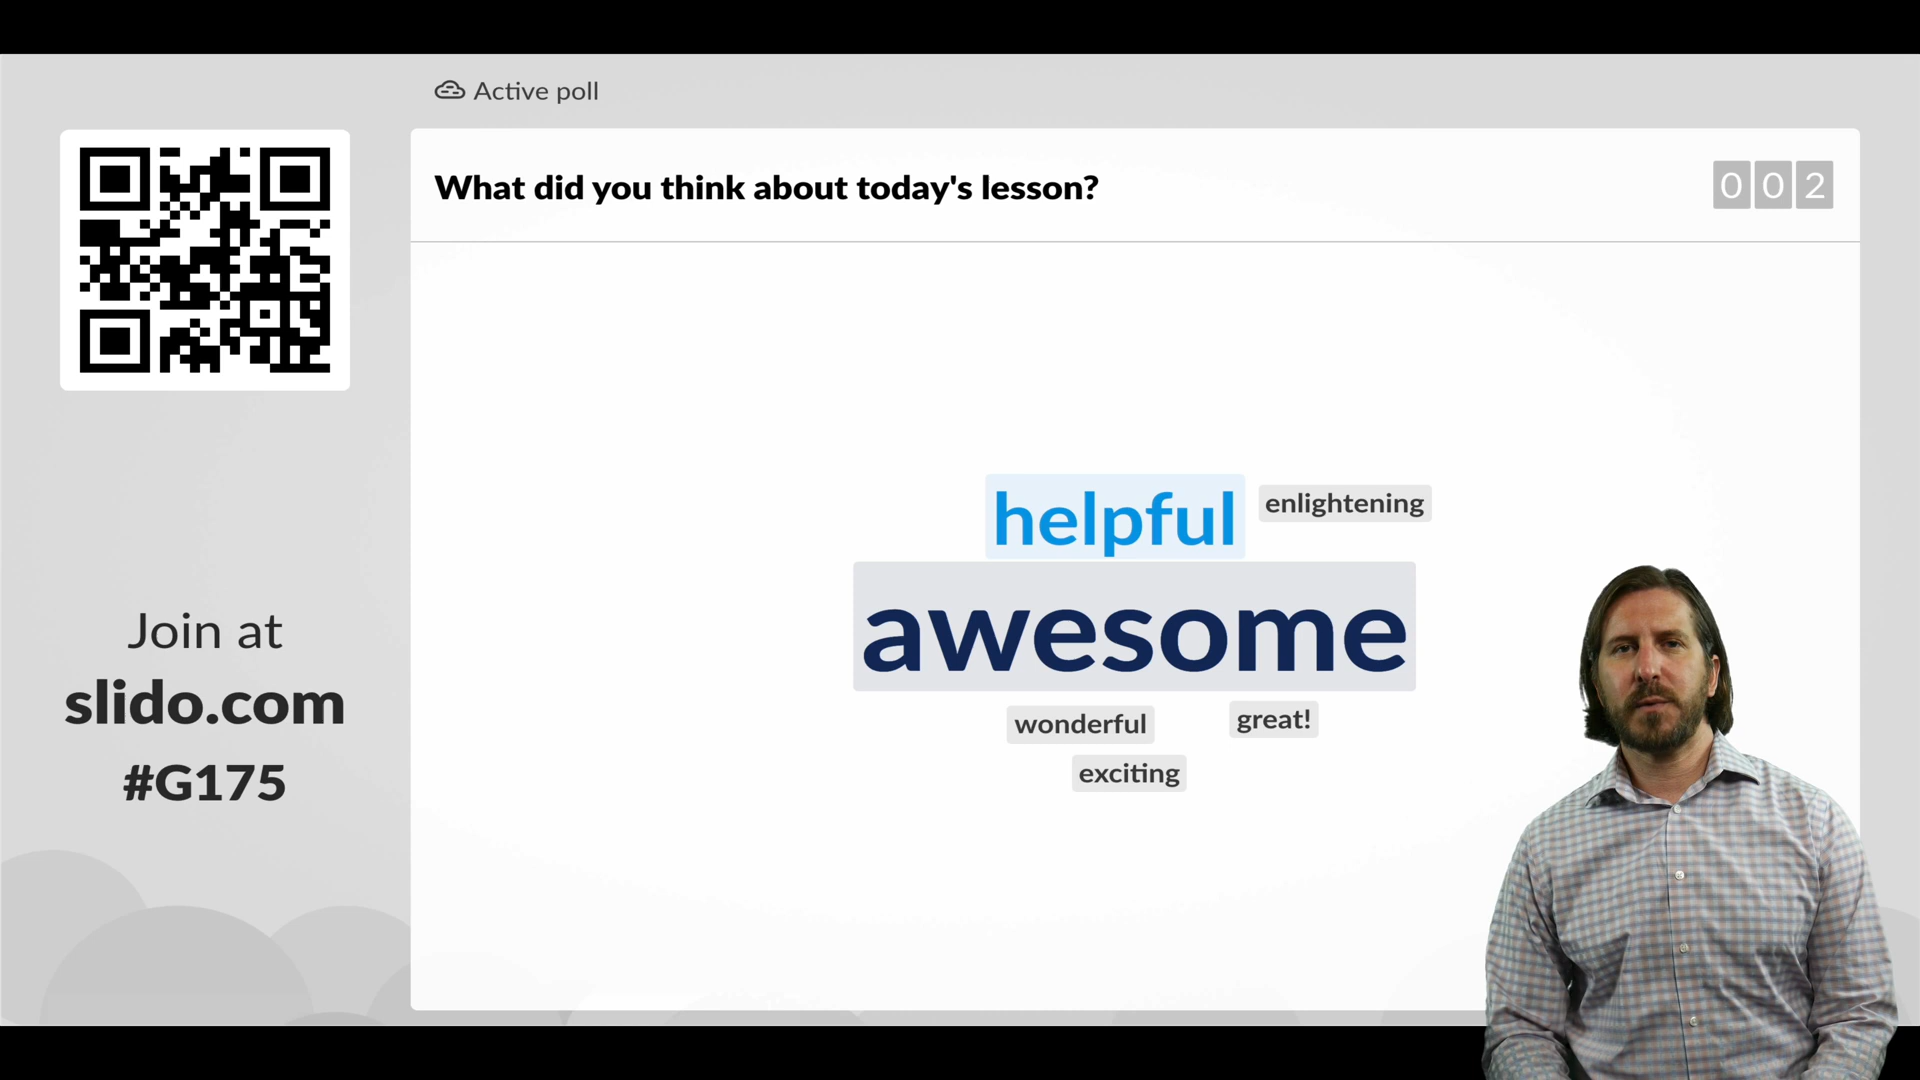 Active poll
What did you think about today's lesson?
002
helpful
enlightening
awesome
wonderful
great!
exciting
Join at
slido.com
#G175